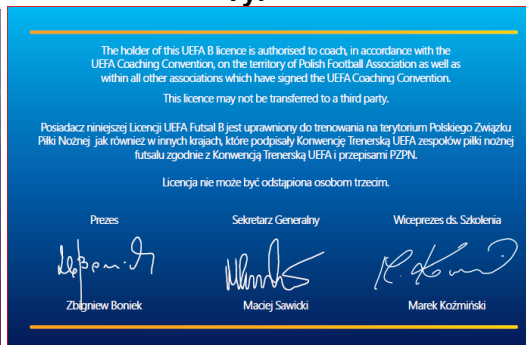 The holder of this UEFA B licence is authorised to coach, in accordance with the
UEFA Coaching Convention, on the territory of Polish Football Association as well as
within all other associations which have signed the UEFA Coaching Convention.
This licence may not be transferred to a third party.
Posiadacz niniejszej Licencji UEFA Futsal B jest uprawniony do trenowania na terytorium Polskiego Związku
Piłki Nożnej jak również w innych krajach, które podpisały Konwencję Trenerską UEFA zespołów piłki nożnej
futsalu zgodnie z Konwencją Trenerską UEFA i przepisami PZPN.
Licencja nie może być odstąpiona osobom trzecim.
Prezes Sekretarz Generalny Wiceprezes ds. Szkolenia
Zbigniew Boniek Maciej Sawicki Marek Koźmiński